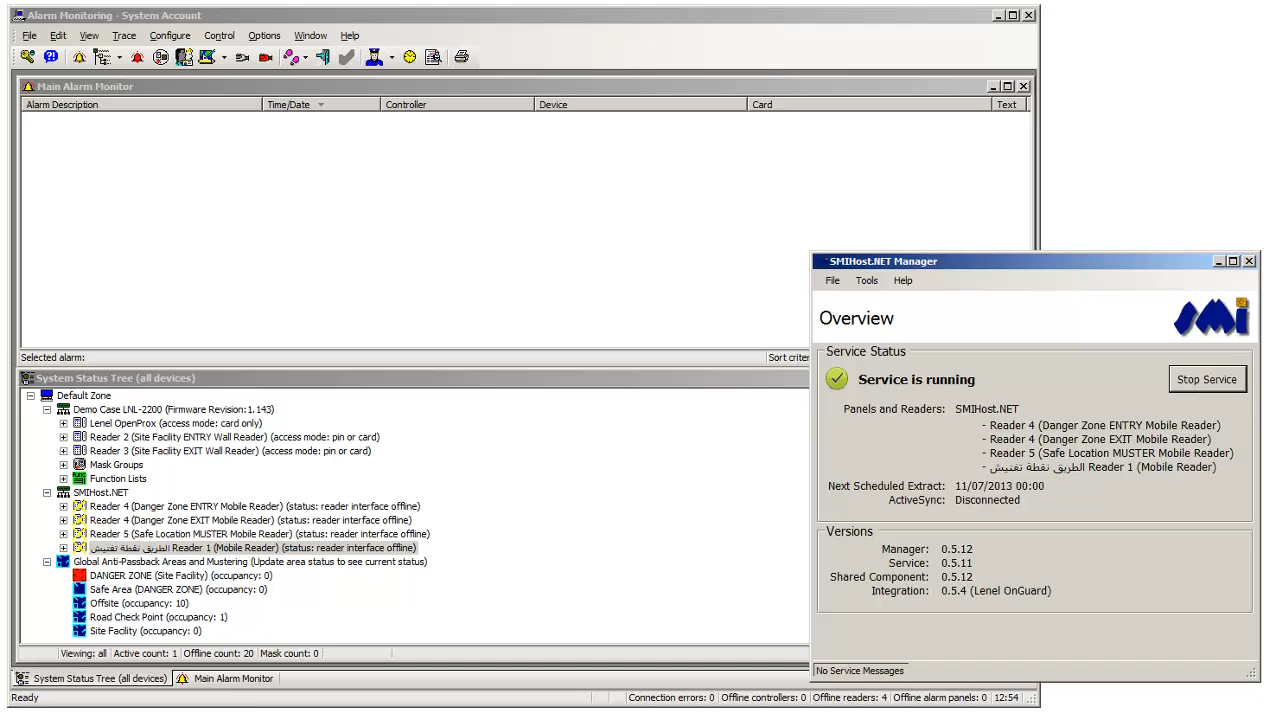 Alarm Monitoring - System Account
File Edit View Trace Configure Control Options Window Help
Main Alarm Monitor
Alarm Description Time/Date Controller Device Card Text
Selected alarm: Sort criter
System Status Tree (all devices)
Default Zone
Demo Case LNL-2200 (Firmware Revision:1.143)
Lenel OpenProx (access mode: card only)
Reader 2 (Site Facility ENTRY Wall Reader) (access mode: pin or card)
Reader 3 (Site Facility EXIT Wall Reader) (access mode: pin or card)
Mask Groups
Function Lists
SMIHost.NET
Reader 4 (Danger Zone ENTRY Mobile Reader) (status: reader interface offline)
Reader 4 (Danger Zone EXIT Mobile Reader) (status: reader interface offline)
Reader 5 (Safe Location MUSTER Mobile Reader) (status: reader interface offline)
الطريق نقطة تفتيش Reader 1 (Mobile Reader) (status: reader interface offline)
Global Anti-Passback Areas and Mustering (Update area status to see current status)
DANGER ZONE (Site Facility) (occupancy: 0)
Safe Area (DANGER ZONE) (occupancy: 0)
Offsite (occupancy: 10)
Road Check Point (occupancy: 1)
Site Facility (occupancy: 0)
Viewing: all Active count: 1 Offline count: 20 Mask count: 0
System Status Tree (all devices) Main Alarm Monitor
Ready Connection errors: 0 Offline controllers: 0 Offline readers: 4 Offline alarm panels: 0 12:54
SMIHost.NET Manager
File Tools Help
Overview
SMi
Service Status
Service is running Stop Service
Panels and Readers: SMIHost.NET
- Reader 4 (Danger Zone ENTRY Mobile Reader)
- Reader 4 (Danger Zone EXIT Mobile Reader)
- Reader 5 (Safe Location MUSTER Mobile Reader)
- الطريق نقطة تفتيش Reader 1 (Mobile Reader)
Next Scheduled Extract: 11/07/2013 00:00
ActiveSync: Disconnected
Versions
Manager: 0.5.12
Service: 0.5.11
Shared Component: 0.5.12
Integration: 0.5.4 (Lenel OnGuard)
No Service Messages